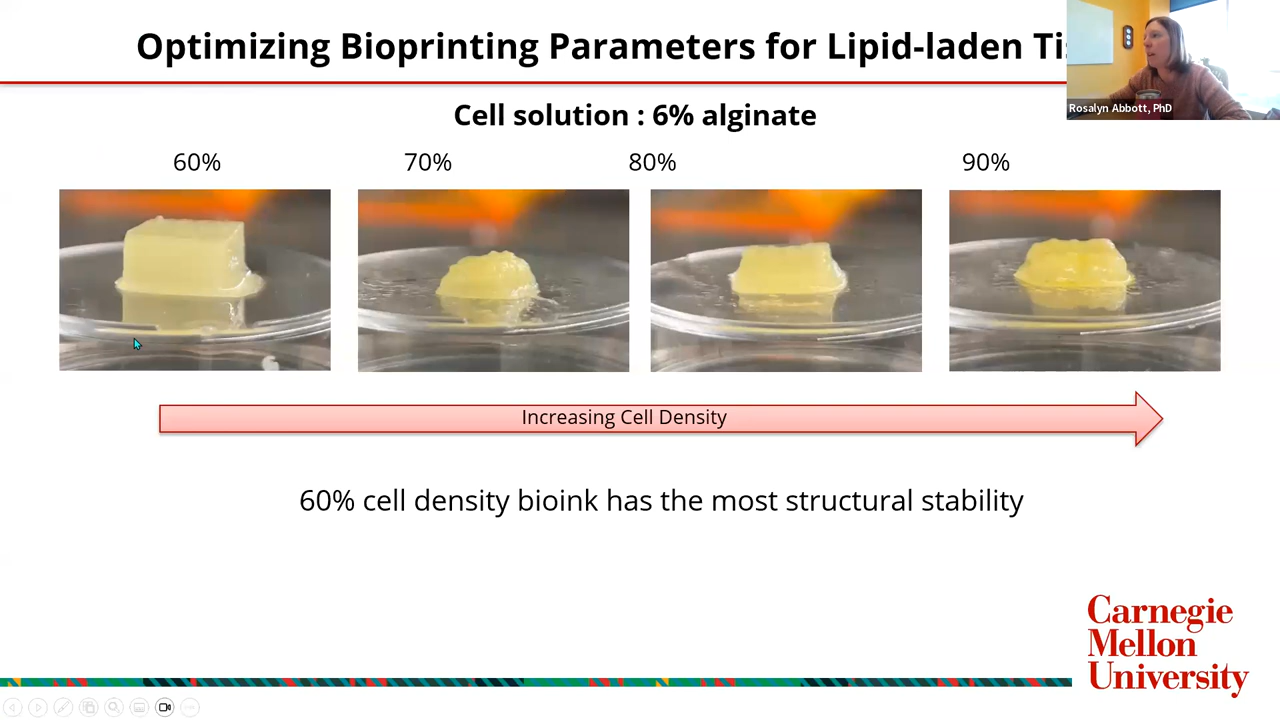 Optimizing Bioprinting Parameters for Lipid-laden
Rosalyn Abbott, PhD
Cell solution : 6% alginate
60% 70% 80% 90%
Increasing Cell Density
60% cell density bioink has the most structural stability
Carnegie
Mellon
University